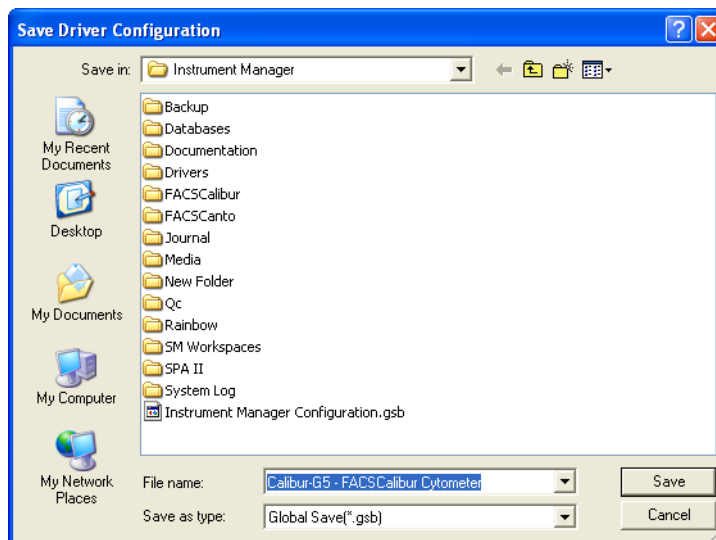 Save Driver Configuration
Save in:
Instrument Manager
My Recent
Documents
Desktop
My Documents
My Computer
My Network
Places
Backup
Databases
Documentation
Drivers
FACSCalibur
FACSCanto
Journal
Media
New Folder
Qc
Rainbow
SM Workspaces
SPA II
System Log
Instrument Manager Configuration.gsb
File name:
Calibur-G5 - FACSCalibur Cytometer
Save
Save as type:
Global Save(*.gsb)
Cancel